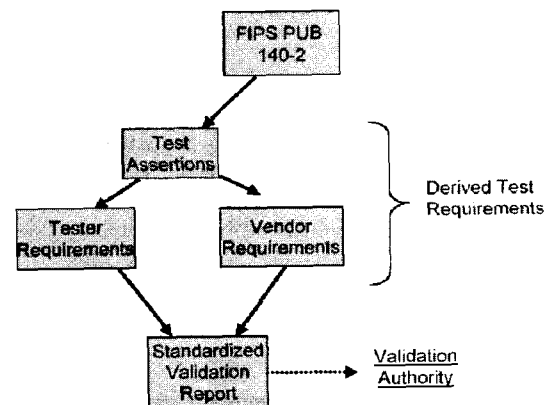 FIPS PUB
140-2
Test
Assertions
Derived Test
Requirements
Tester
Requirements
Vendor
Requirements
Standardized
Validation
Report
Validation
Authority